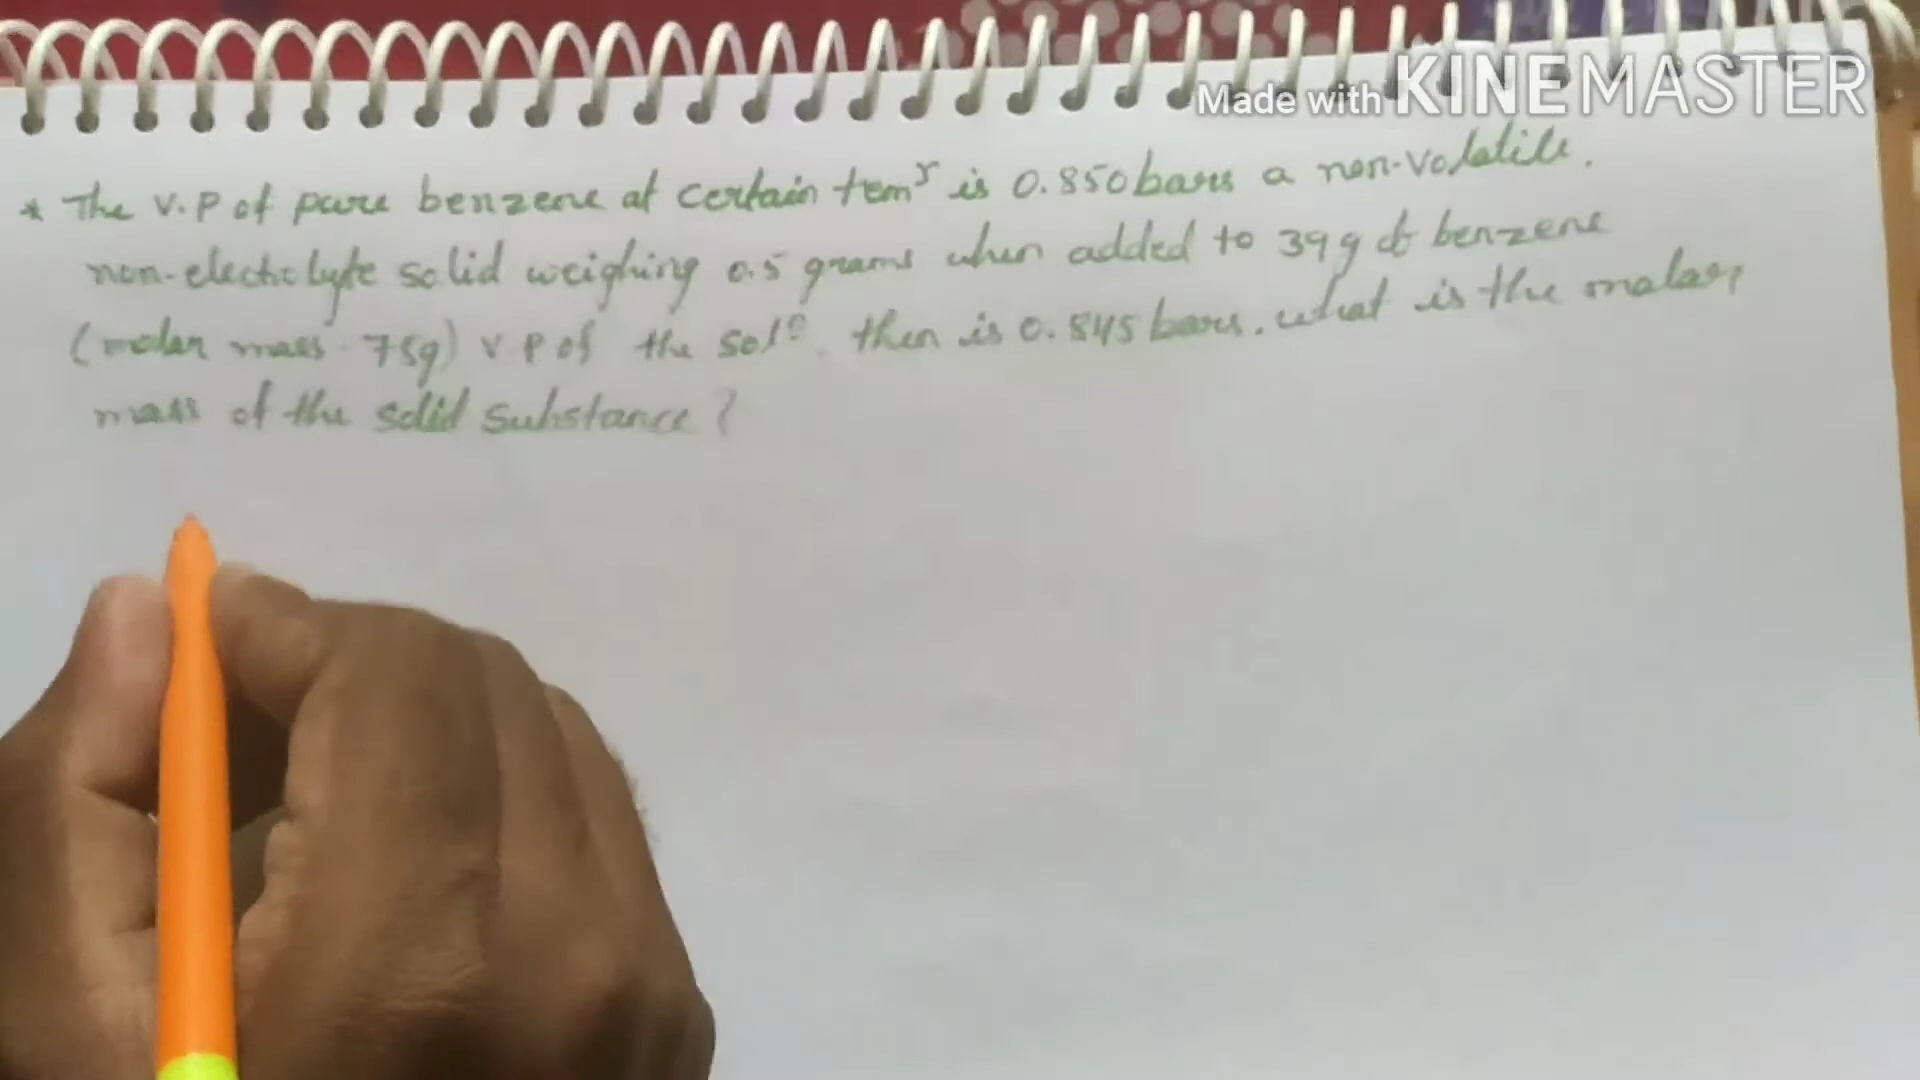 Made with KINEMASTER
* The V.P of pure benzene at certain temr is 0.850 bars a non-volatile.
non-electrolyte solid weighing 0.5 grams when added to 39 g of benzene
(molar mass 78g) V.P of the soln. then is 0.845 bars. what is the molar
mass of the solid substance?